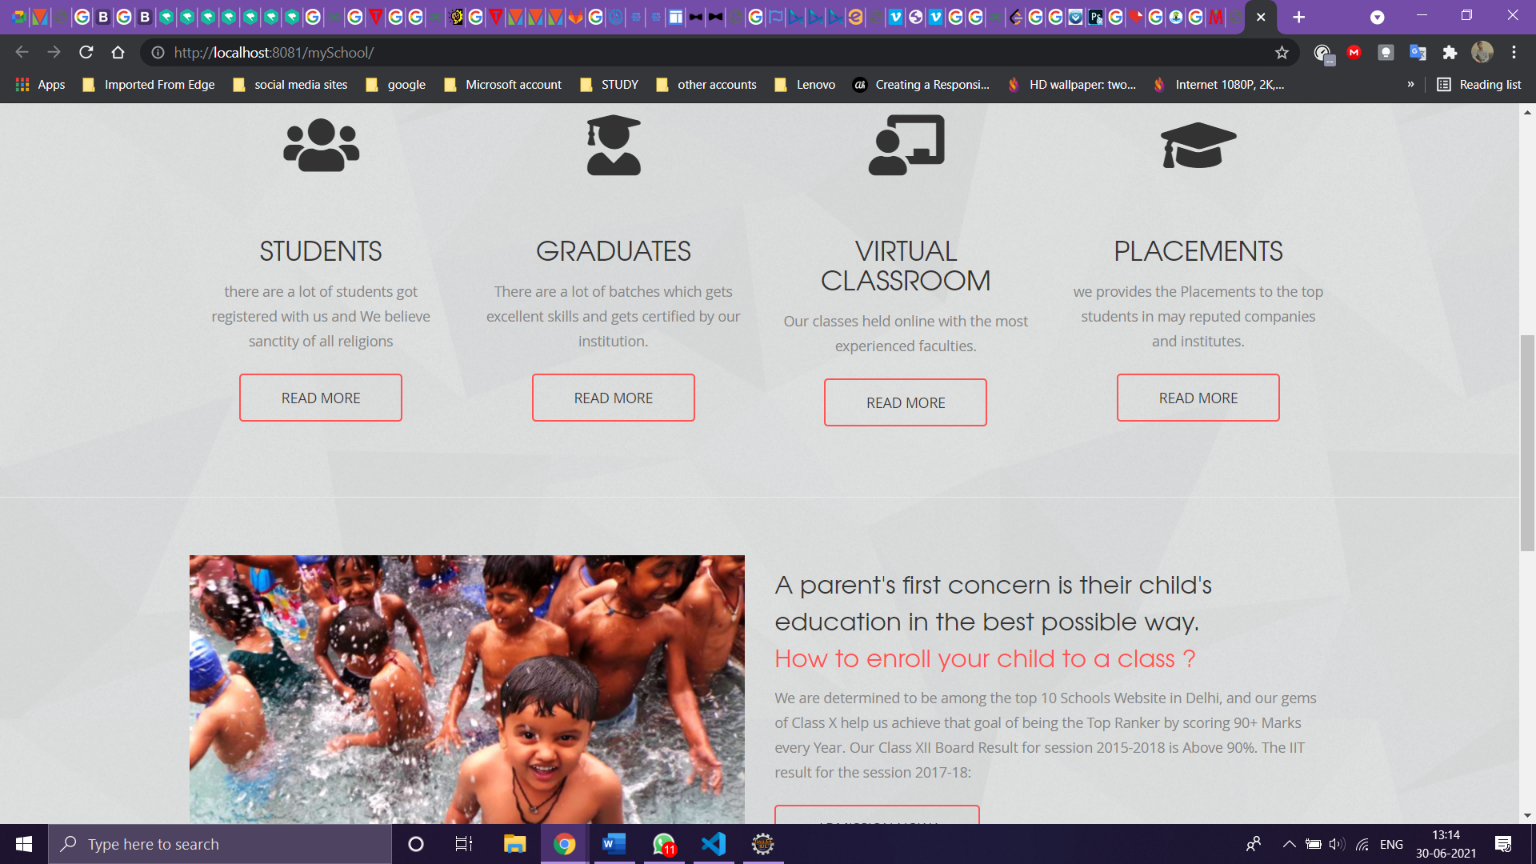 http://localhost:8081/mySchool/
Apps Imported From Edge social media sites google Microsoft account STUDY other accounts Lenovo Creating a Responsi... HD wallpaper: two... Internet 1080P, 2K,... » Reading list
STUDENTS
there are a lot of students got
registered with us and We believe
sanctity of all religions
READ MORE
GRADUATES
There are a lot of batches which gets
excellent skills and gets certified by our
institution.
READ MORE
VIRTUAL
CLASSROOM
Our classes held online with the most
experienced faculties.
READ MORE
PLACEMENTS
we provides the Placements to the top
students in may reputed companies
and institutes.
READ MORE
A parent's first concern is their child's
education in the best possible way.
How to enroll your child to a class ?
We are determined to be among the top 10 Schools Website in Delhi, and our gems
of Class X help us achieve that goal of being the Top Ranker by scoring 90+ Marks
every Year. Our Class XII Board Result for session 2015-2018 is Above 90%. The IIT
result for the session 2017-18:
Type here to search
11
ENG
13:14
30-06-2021